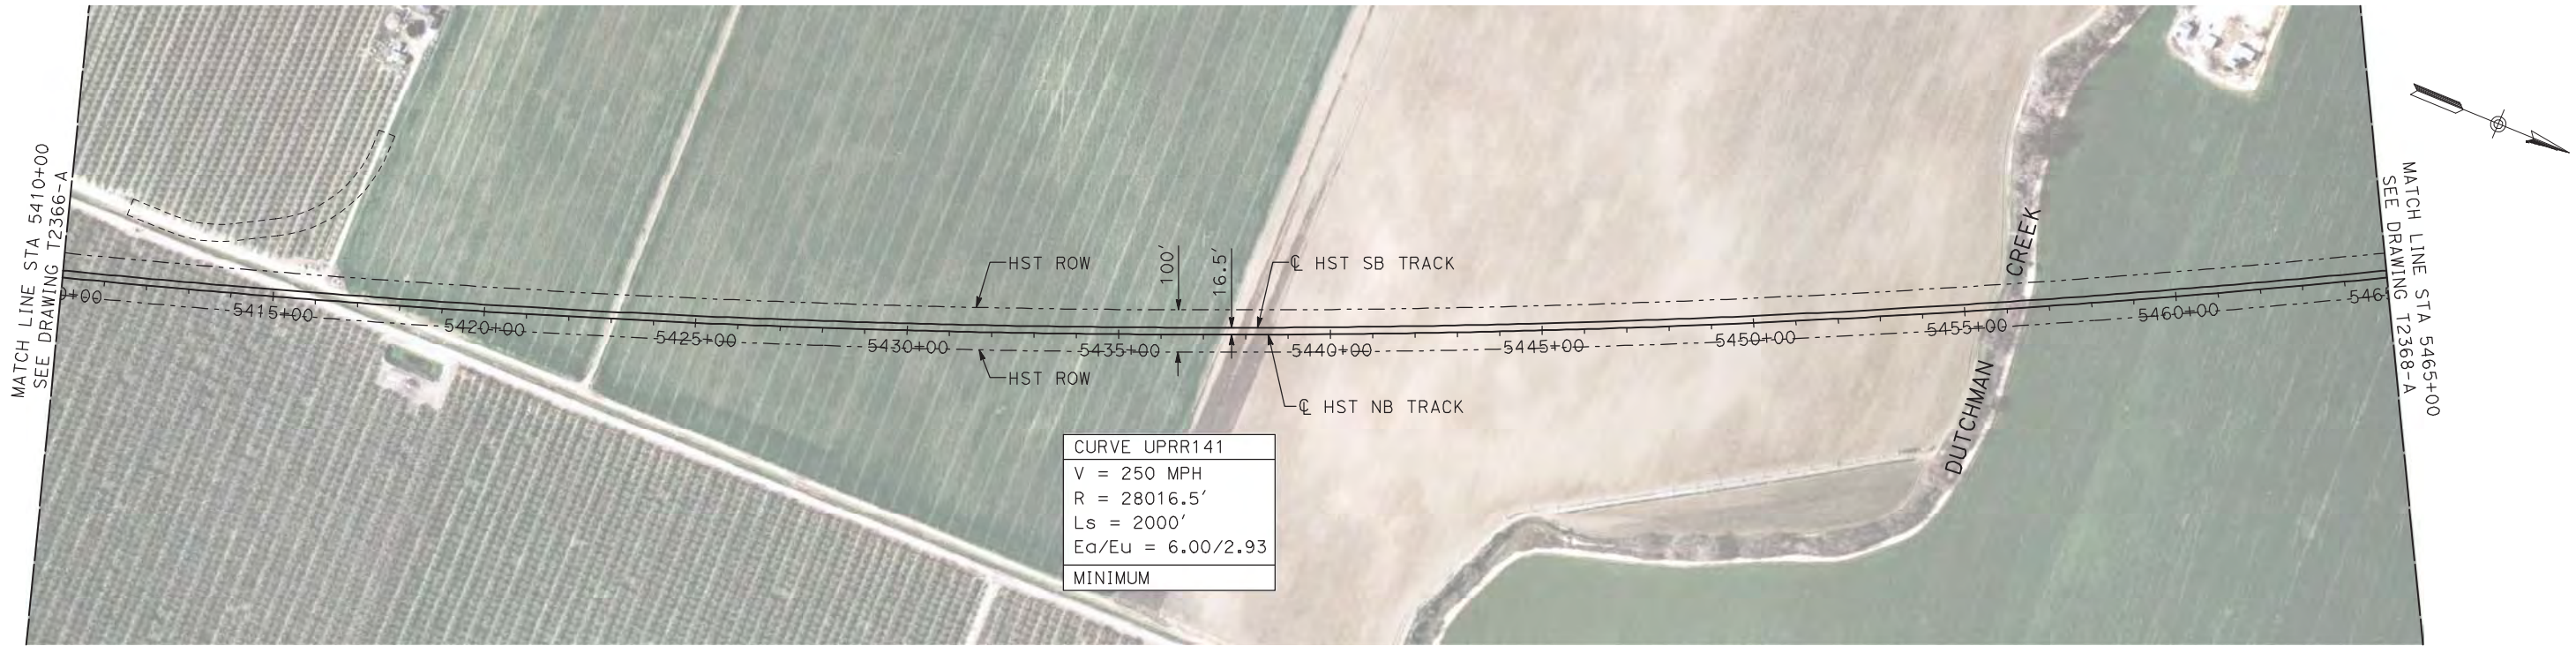 MATCH LINE STA 5410+00
SEE DRAWING T2366-A
0+00
5415+00
5420+00
5425+00
5430+00
5435+00
5440+00
5445+00
5450+00
5455+00
5460+00
546
HST ROW
HST ROW
100′
16.5′
℄ HST SB TRACK
℄ HST NB TRACK
CURVE UPRR141
V = 250 MPH
R = 28016.5′
Ls = 2000′
Ea/Eu = 6.00/2.93
MINIMUM
DUTCHMAN CREEK
MATCH LINE STA 5465+00
SEE DRAWING T2368-A